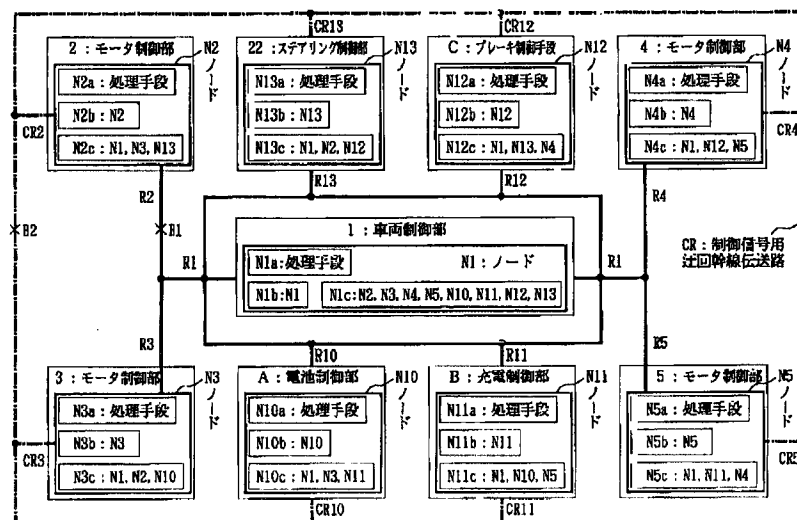 CR13
CR12
2：モータ制御部
N2
ノード
N2a：処理手段
N2b：N2
N2c：N1, N3, N13
22：ステアリング制御部
N13
ノード
N13a：処理手段
N13b：N13
N13c：N1, N2, N12
C：ブレーキ制御手段
N12
ノード
N12a：処理手段
N12b：N12
N12c：N1, N13, N4
4：モータ制御部
N4
ノード
N4a：処理手段
N4b：N4
N4c：N1, N12, N5
CR2
CR4
R2
R13
R12
R4
B2
B1
1：車両制御部
N1a：処理手段
N1：ノード
N1b：N1
N1c：N2, N3, N4, N5, N10, N11, N12, N13
R1
R1
CR：制御信号用
迂回幹線伝送路
R3
R10
R11
R5
3：モータ制御部
N3
ノード
N3a：処理手段
N3b：N3
N3c：N1, N2, N10
A：電池制御部
N10
ノード
N10a：処理手段
N10b：N10
N10c：N1, N3, N11
B：充電制御部
N11
ノード
N11a：処理手段
N11b：N11
N11c：N1, N10, N5
5：モータ制御部
N5
ノード
N5a：処理手段
N5b：N5
N5c：N1, N11, N4
CR3
CR5
CR10
CR11